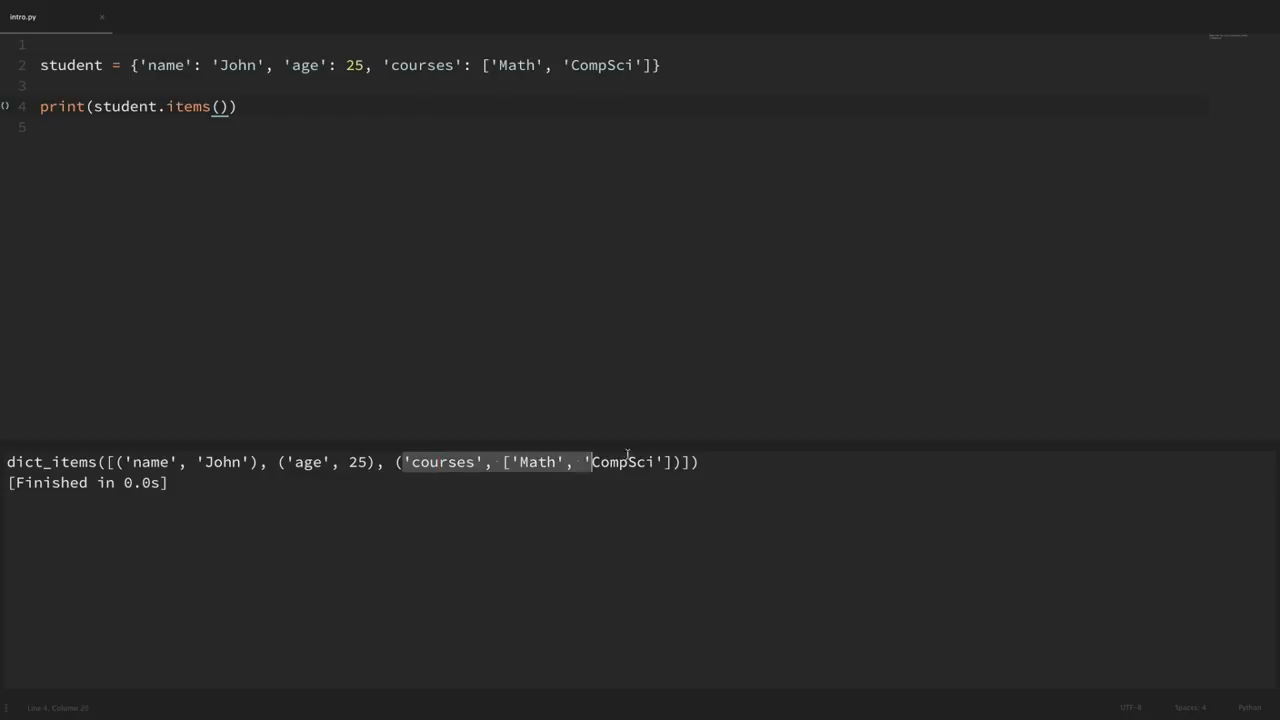 intro.py ×
1
2 student = {'name': 'John', 'age': 25, 'courses': ['Math', 'CompSci']}
3
() 4 print(student.items())
5
dict_items([('name', 'John'), ('age', 25), ('courses', ['Math', 'CompSci'])])
[Finished in 0.0s]
Line 4, Column 20 UTF-8 Spaces: 4 Python